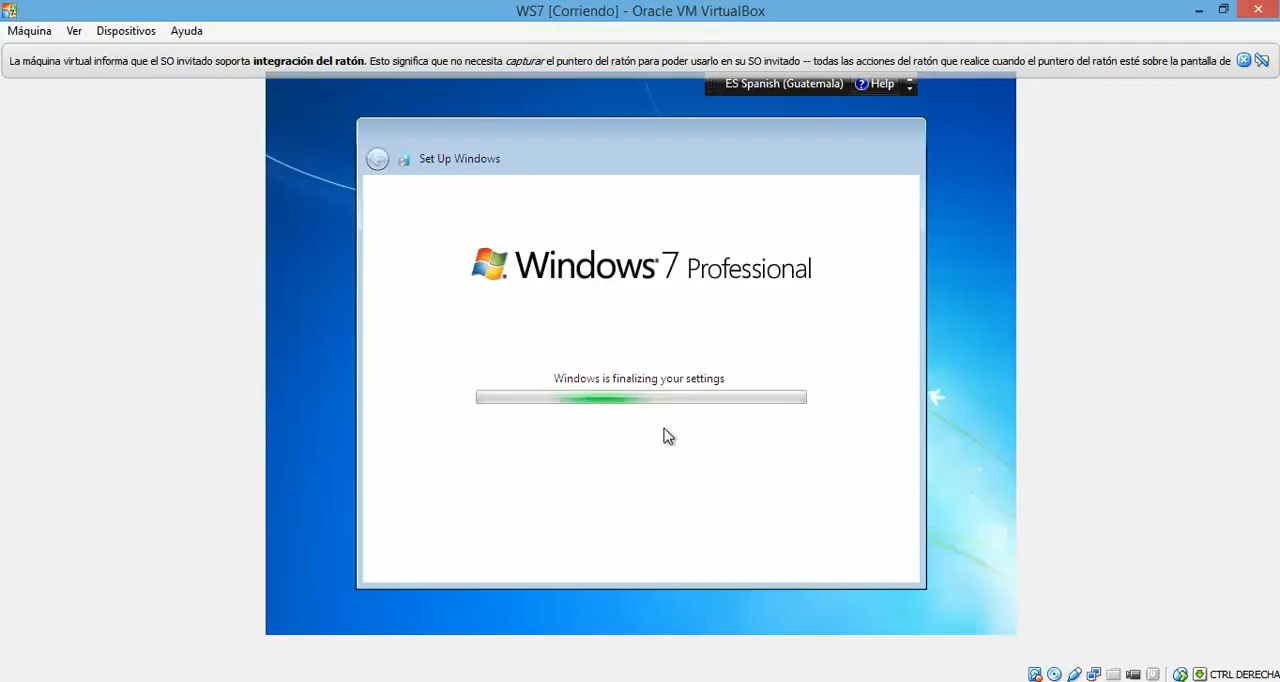 WS7 [Corriendo] - Oracle VM VirtualBox
Máquina Ver Dispositivos Ayuda
La máquina virtual informa que el SO invitado soporta integración del ratón. Esto significa que no necesita capturar el puntero del ratón para poder usarlo en su SO invitado -- todas las acciones del ratón que realice cuando el puntero del ratón esté sobre la pantalla de
ES Spanish (Guatemala) Help
Set Up Windows
Windows 7 Professional
Windows is finalizing your settings
CTRL DERECHA